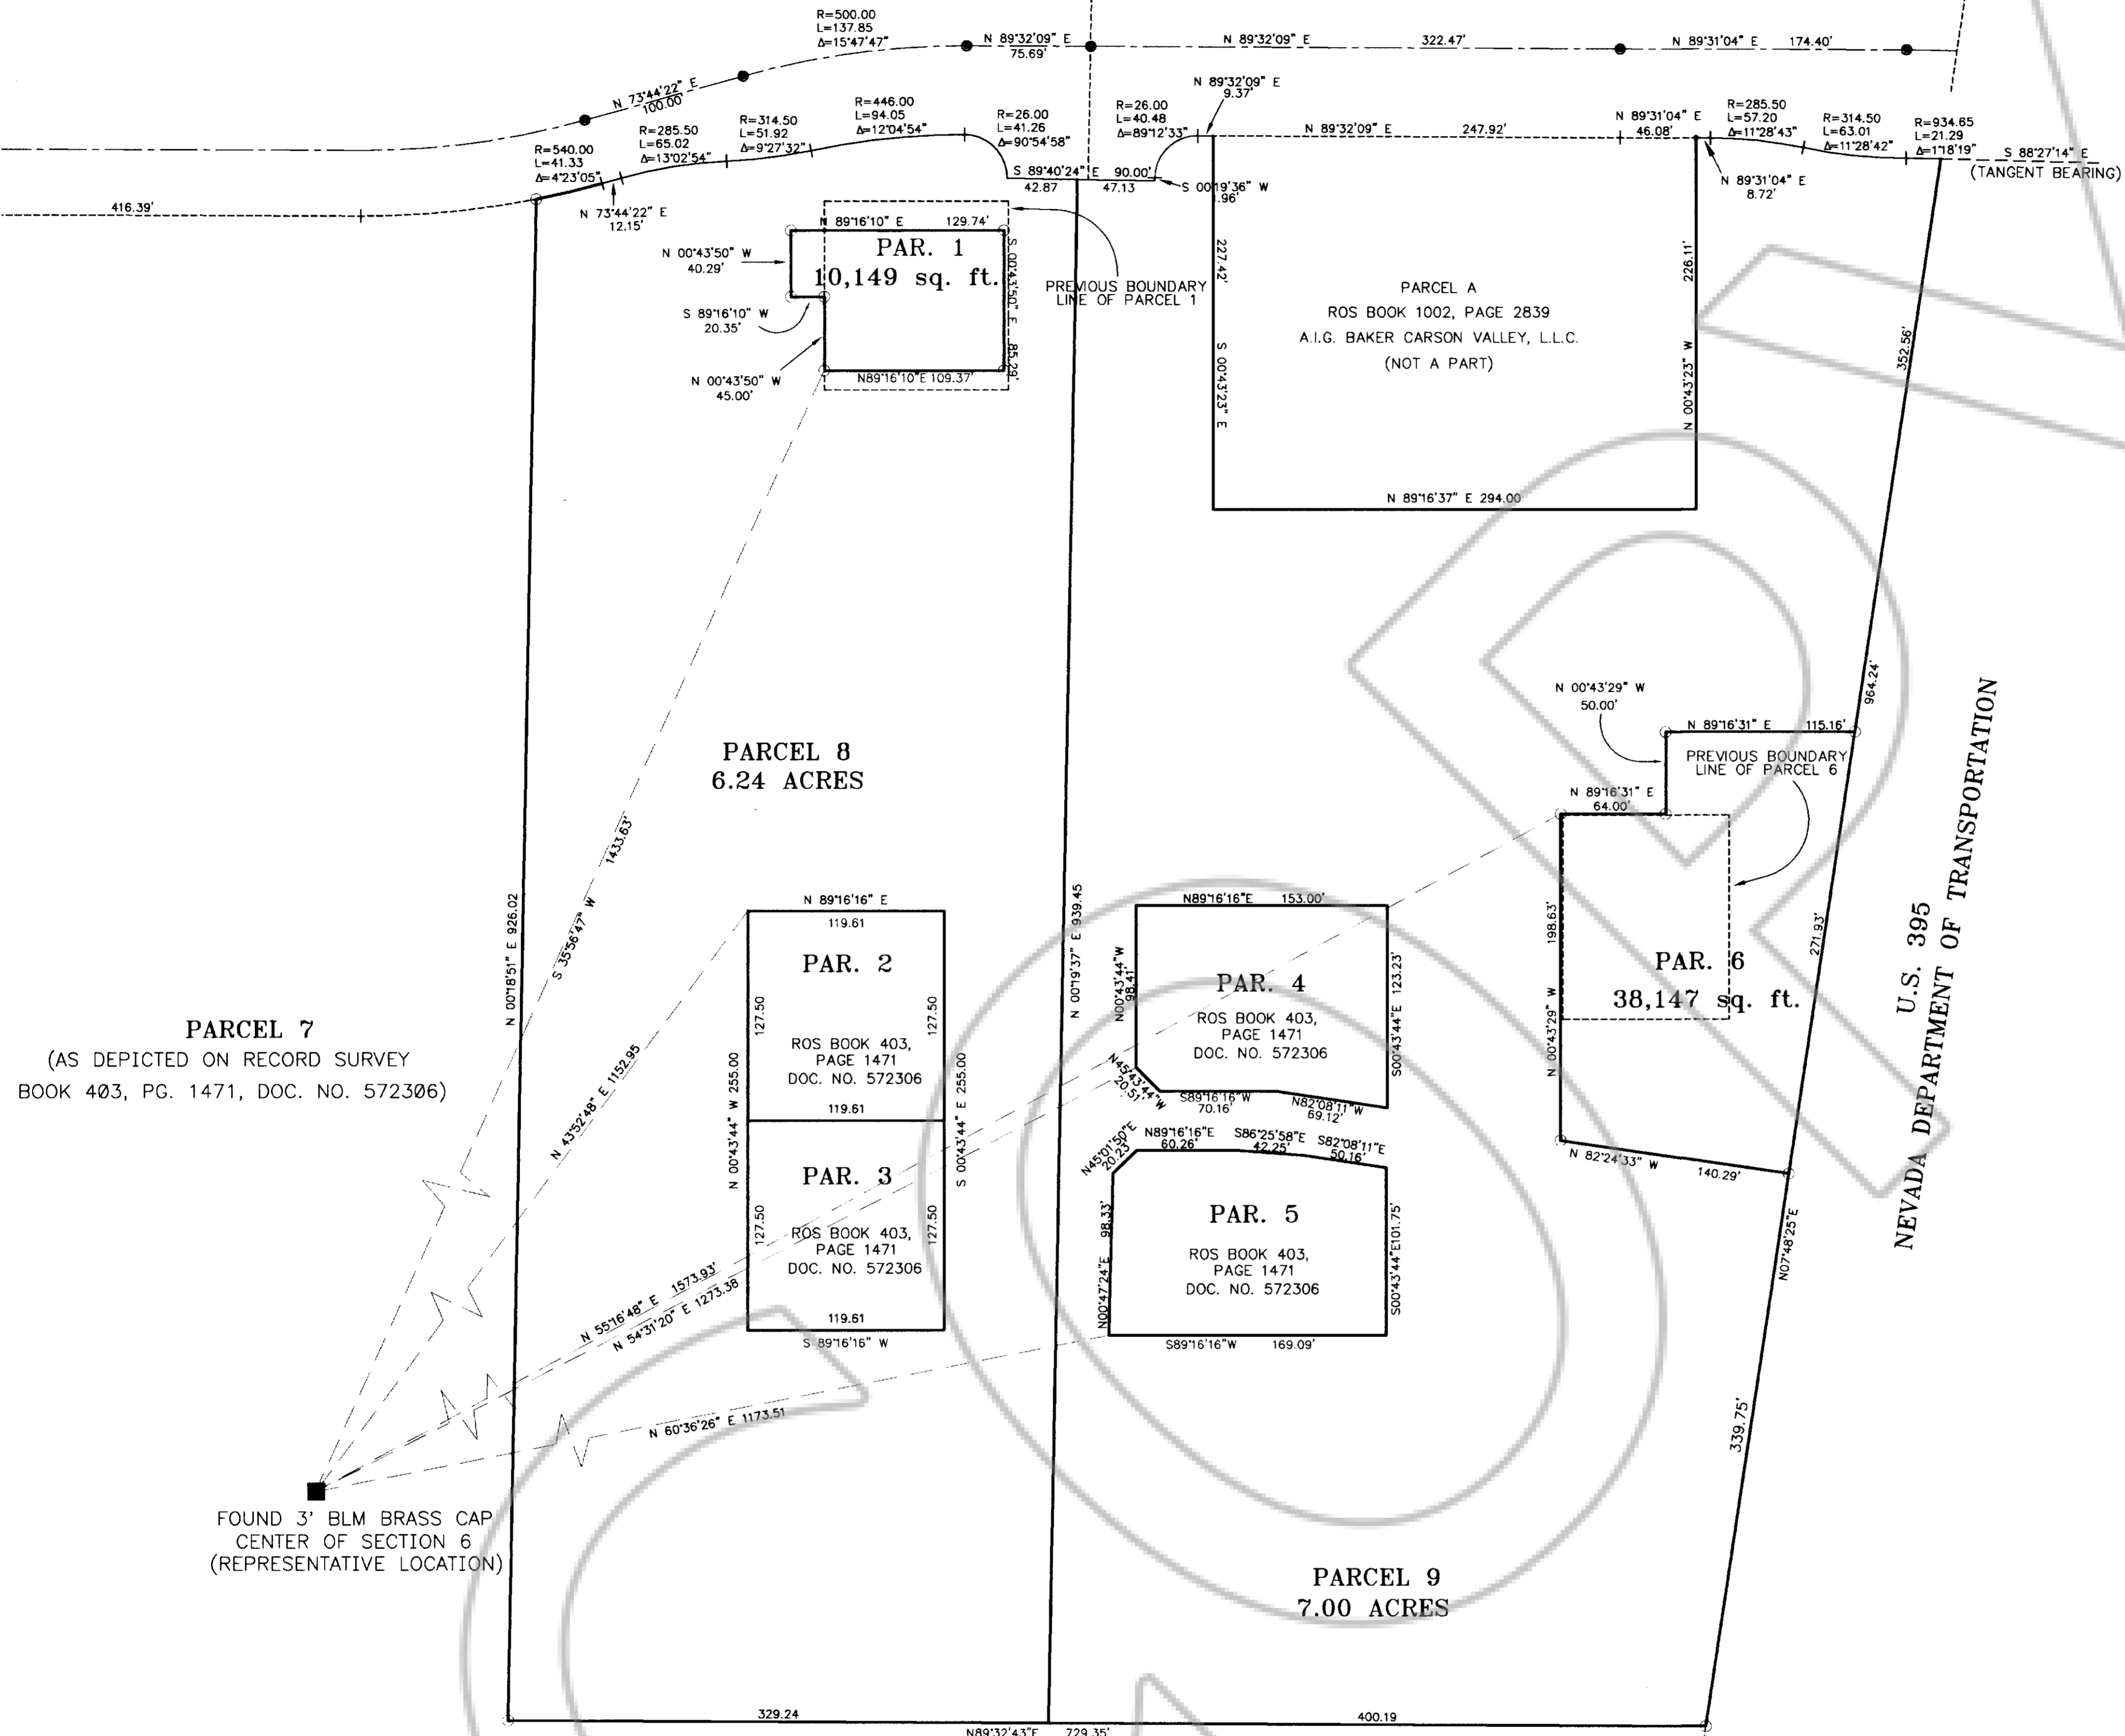 R=500.00
L=137.85
Δ=15°47'47"
N 89°32'09" E
75.69'
N 89°32'09" E 322.47'
N 89°31'04" E 174.40'
N 73°44'22" E
100.00'
R=540.00
L=41.33
Δ=4°23'05"
R=285.50
L=65.02
Δ=13°02'54"
R=314.50
L=51.92
Δ=9°27'32"
R=446.00
L=94.05
Δ=12°04'54"
R=26.00
L=41.26
Δ=90°54'58"
R=26.00
L=40.48
Δ=89°12'33"
N 89°32'09" E
9.37'
N 89°32'09" E 247.92'
N 89°31'04" E
46.08'
R=285.50
L=57.20
Δ=11°28'43"
R=314.50
L=63.01
Δ=11°28'42"
R=934.65
L=21.29
Δ=1°18'19"
S 88°27'14" E
(TANGENT BEARING)
N 89°31'04" E
8.72'
416.39'
N 73°44'22" E
12.15'
S 89°40'24" E 90.00'
42.87 47.13
S 00°19'36" W
1.96'
N 89°16'10" E 129.74'
PAR. 1
10,149 sq. ft.
N 00°43'50" W
40.29'
S 89°16'10" W
20.35'
N 00°43'50" W
45.00'
N89°16'10"E 109.37'
S 00°43'50" E 85.29'
PREVIOUS BOUNDARY
LINE OF PARCEL 1
227.42'
S 00°43'23" E
PARCEL A
ROS BOOK 1002, PAGE 2839
A.I.G. BAKER CARSON VALLEY, L.L.C.
(NOT A PART)
226.11'
N 00°43'23" W
N 89°16'37" E 294.00
352.56'
964.24'
N 00°43'29" W
50.00'
N 89°16'31" E 115.16'
PREVIOUS BOUNDARY
LINE OF PARCEL 6
N 89°16'31" E
64.00'
198.63'
N 00°43'29" W
PAR. 6
38,147 sq. ft.
271.93'
N 82°24'33" W 140.29'
U.S. 395
NEVADA DEPARTMENT OF TRANSPORTATION
N07°48'25"E
339.75'
PARCEL 8
6.24 ACRES
S 35°56'47" W 1433.63'
N 00°18'51" E 926.02
N 00°19'37" E 939.45
N 89°16'16" E
119.61
PAR. 2
127.50
127.50
ROS BOOK 403,
PAGE 1471
DOC. NO. 572306
119.61
N 00°43'44" W 255.00
S 00°43'44" E 255.00
PAR. 3
127.50
127.50
ROS BOOK 403,
PAGE 1471
DOC. NO. 572306
119.61
S 89°16'16" W
N89°16'16"E 153.00'
N00°43'44"W
98.41'
PAR. 4
ROS BOOK 403,
PAGE 1471
DOC. NO. 572306
S00°43'44"E 123.23'
N45°43'44"W
20.51'
S89°16'16"W
70.16'
N82°08'11"W
69.12'
N45°01'50"E
20.23'
N89°16'16"E
60.26'
S86°25'58"E
42.25'
S82°08'11"E
50.16'
N00°47'24"E 98.33'
PAR. 5
ROS BOOK 403,
PAGE 1471
DOC. NO. 572306
S00°43'44"E101.75'
S89°16'16"W 169.09'
PARCEL 7
(AS DEPICTED ON RECORD SURVEY
BOOK 403, PG. 1471, DOC. NO. 572306)
N 43°52'48" E 1152.95
N 55°16'48" E 1573.93'
N 54°31'20" E 1273.38
N 60°36'26" E 1173.51
FOUND 3' BLM BRASS CAP
CENTER OF SECTION 6
(REPRESENTATIVE LOCATION)
PARCEL 9
7.00 ACRES
329.24
400.19
N89°32'43"E 729.35'